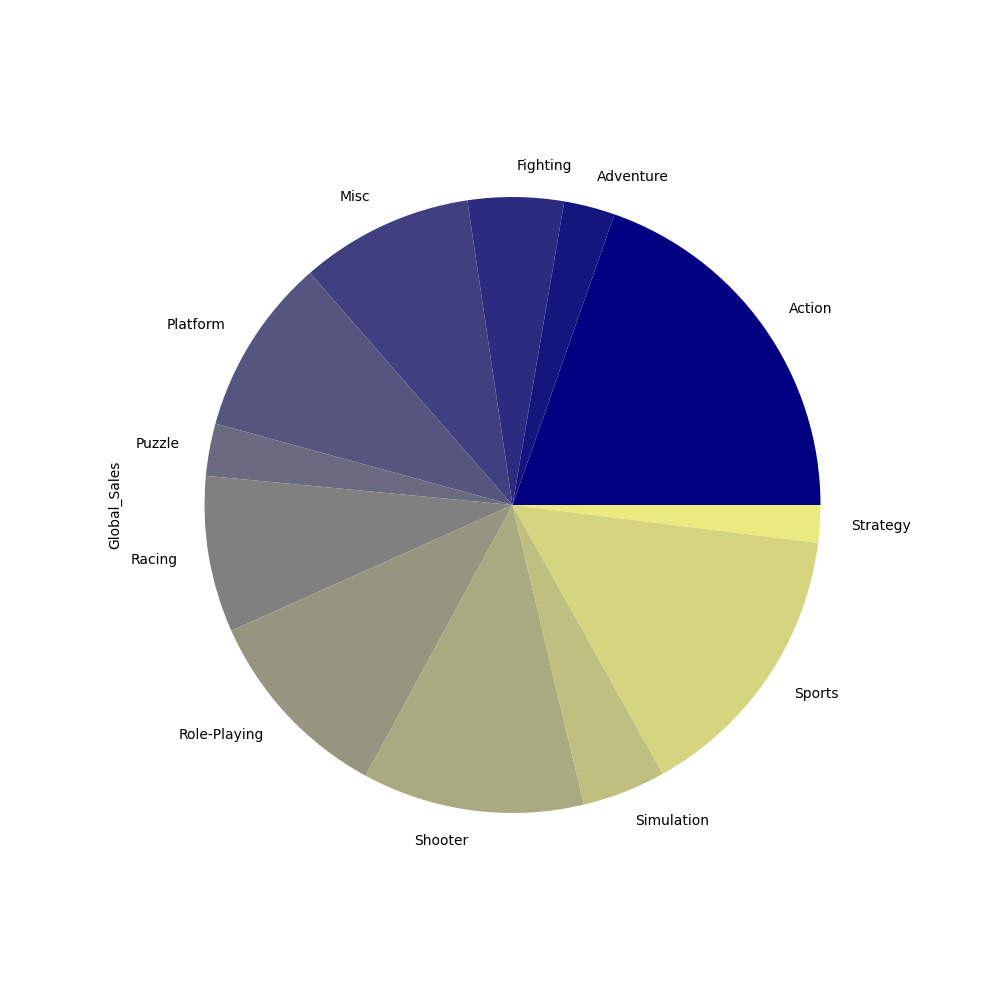 Fighting
Adventure
Misc
Action
Platform
Puzzle
Global_Sales
Strategy
Racing
Sports
Role-Playing
Simulation
Shooter